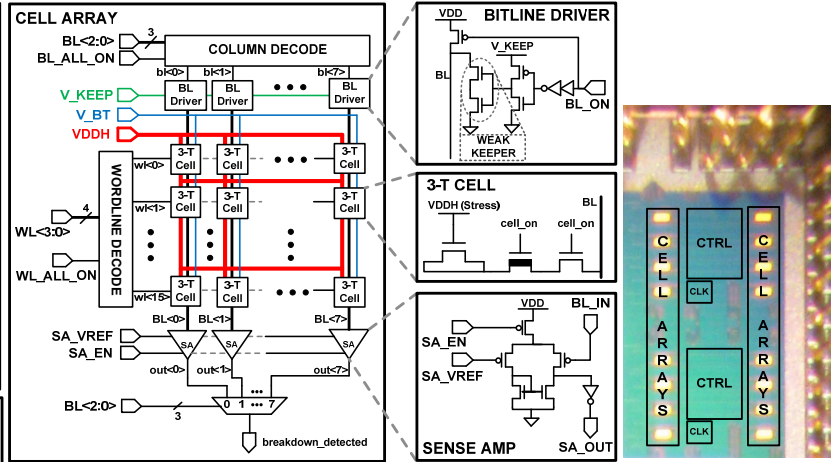 CELL ARRAY
BL<2:0>
3
BL_ALL_ON
COLUMN DECODE
bl<0>
bl<1>
bl<7>
V_KEEP
BL
Driver
BL
Driver
BL
Driver
V_BT
VDDH
3-T
Cell
3-T
Cell
3-T
Cell
WORDLINE DECODE
wl<0>
wl<1>
wl<15>
3-T
Cell
3-T
Cell
3-T
Cell
4
WL<3:0>
WL_ALL_ON
3-T
Cell
3-T
Cell
3-T
Cell
BL<0>
BL<1>
BL<7>
SA_VREF
SA_EN
SA
SA
SA
out<0>
out<1>
out<7>
BL<2:0>
3
0 1 ••• 7
breakdown_detected
BITLINE DRIVER
VDD
V_KEEP
BL
BL_ON
WEAK
KEEPER
3-T CELL
BL
VDDH (Stress)
cell_on
cell_on
SENSE AMP
VDD
BL_IN
SA_EN
SA_VREF
SA_OUT
CELL ARRAYS
CTRL
CLK
CTRL
CLK
CELL ARRAYS